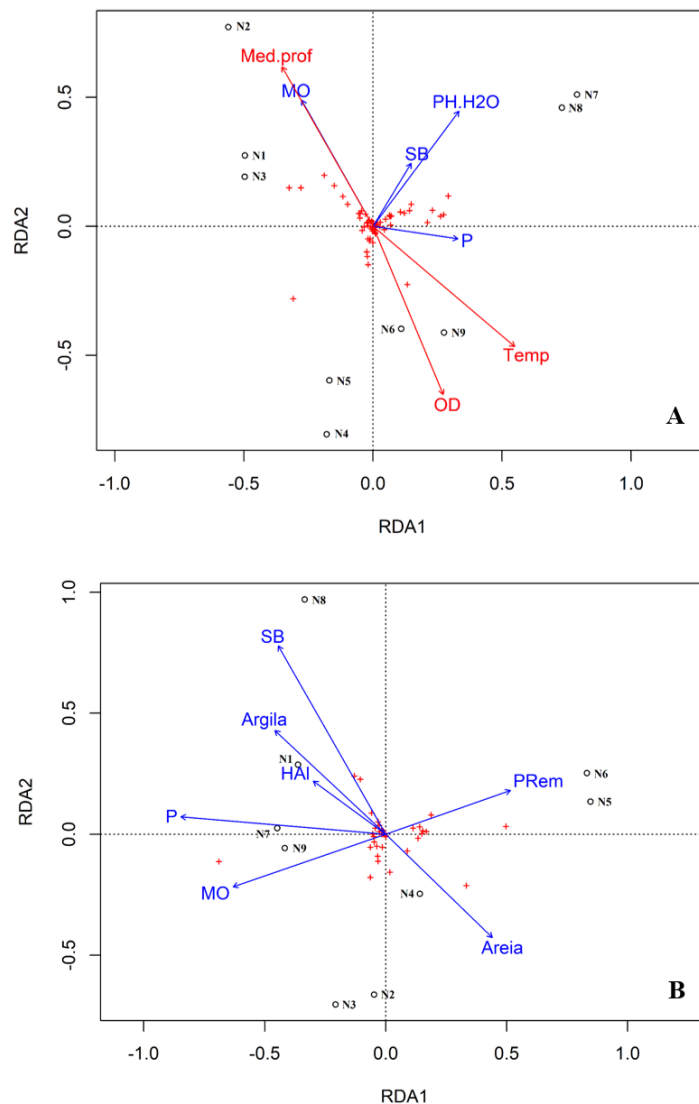 N2
Med.prof
MO
PH.H2O
N7
N8
SB
N1
N3
P
N6
N9
Temp
N5
OD
N4
A
0.5
0.0
-0.5
RDA2
-1.0 -0.5 0.0 0.5 1.0
RDA1
N8
SB
Argila
N1
HAl
PRem
N6
N5
P
N7
N9
MO
N4
Areia
N2
N3
B
1.0
0.5
0.0
-0.5
RDA2
-1.0 -0.5 0.0 0.5 1.0
RDA1